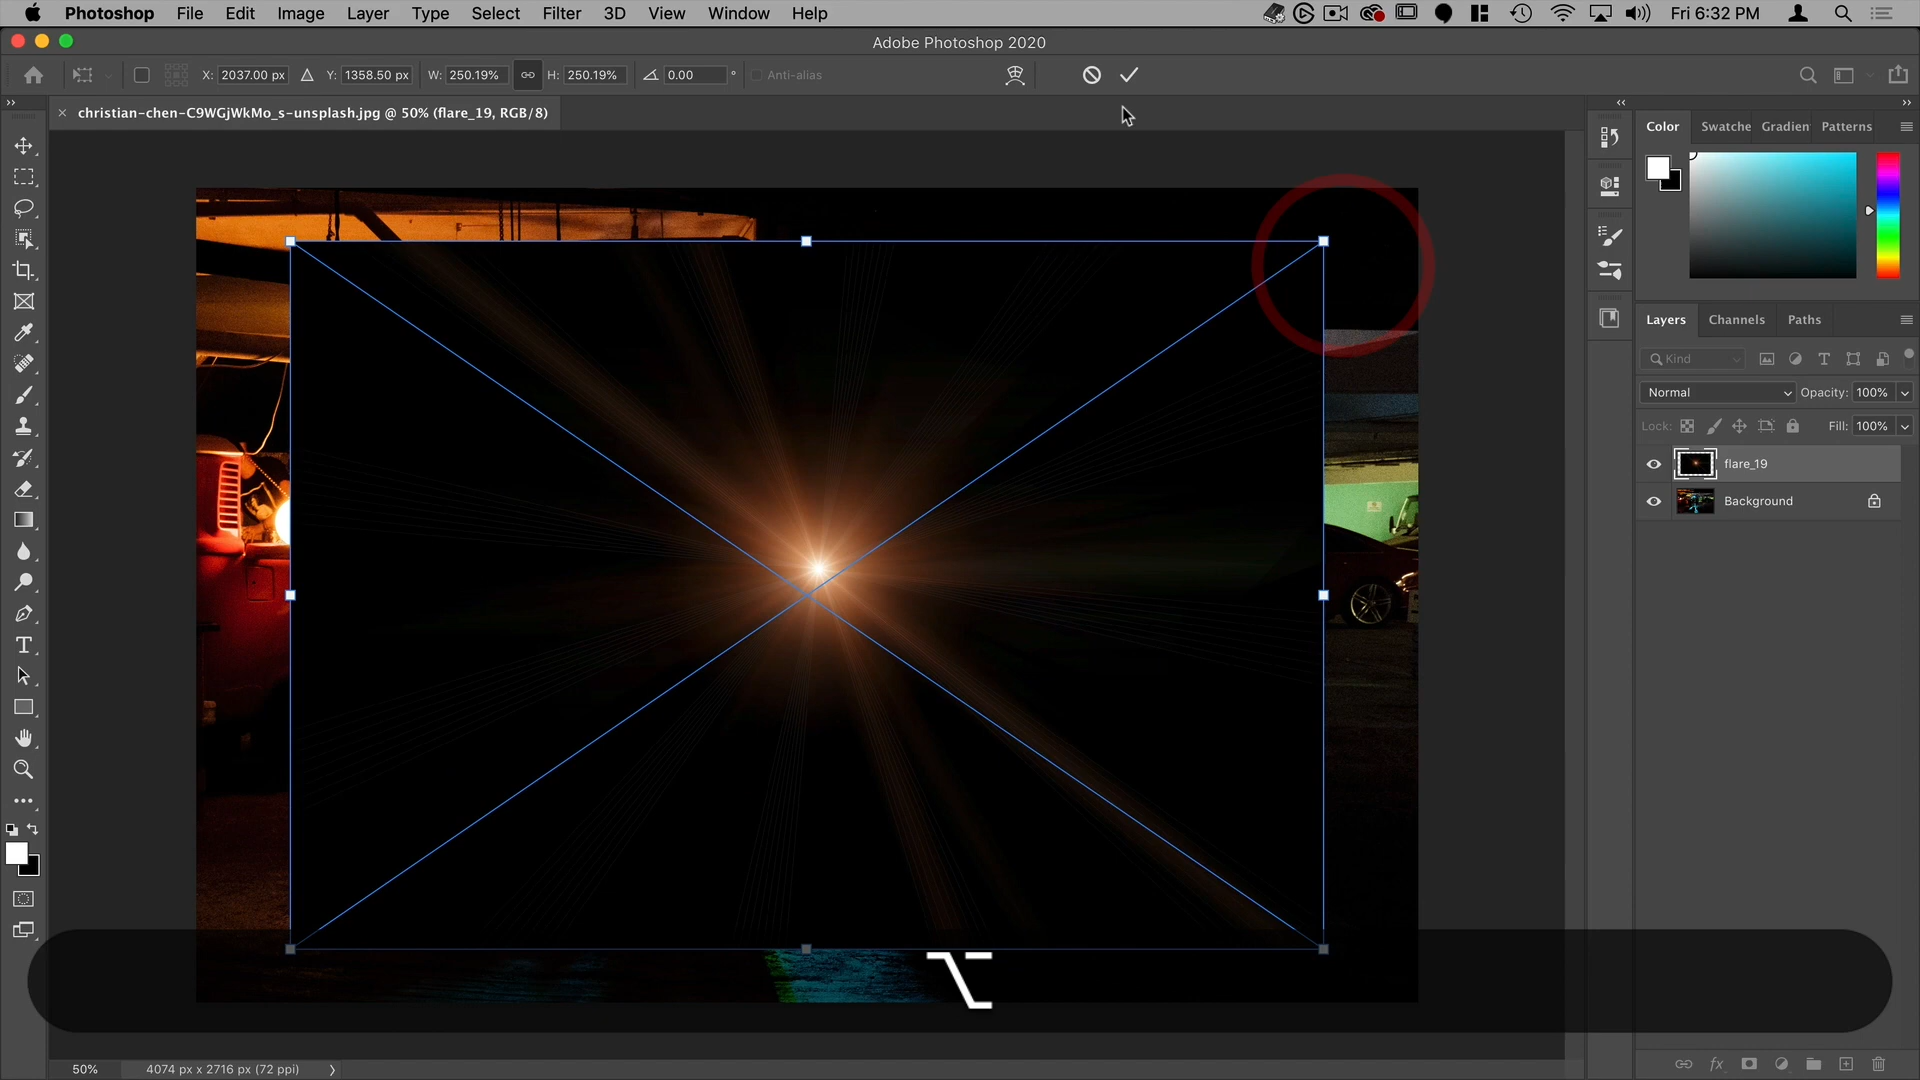 Photoshop File Edit Image Layer Type Select Filter 3D View Window Help Fri 6:32 PM
Adobe Photoshop 2020
X: 2037.00 px Y: 1358.50 px W: 250.19% H: 250.19% 0.00 ° Anti-alias
christian-chen-C9WGjWkMo_s-unsplash.jpg @ 50% (flare_19, RGB/8)
Color Swatche Gradien Patterns
Layers Channels Paths
Kind
Normal Opacity: 100%
Lock: Fill: 100%
flare_19
Background
50% 4074 px x 2716 px (72 ppi)